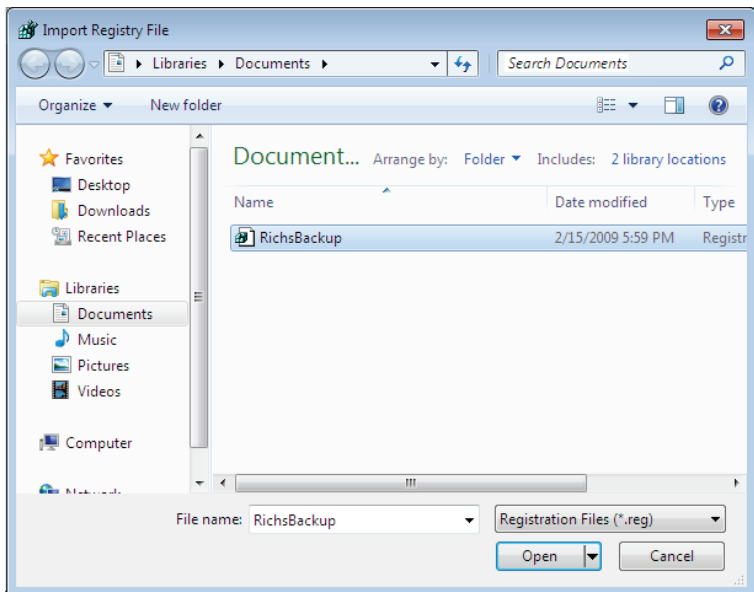 Import Registry File
Libraries Documents
Search Documents
Organize New folder
Favorites
Desktop
Downloads
Recent Places
Libraries
Documents
Music
Pictures
Videos
Computer
Document... Arrange by: Folder Includes: 2 library locations
Name Date modified Type
RichsBackup 2/15/2009 5:59 PM Registr
File name: RichsBackup Registration Files (*.reg)
Open Cancel